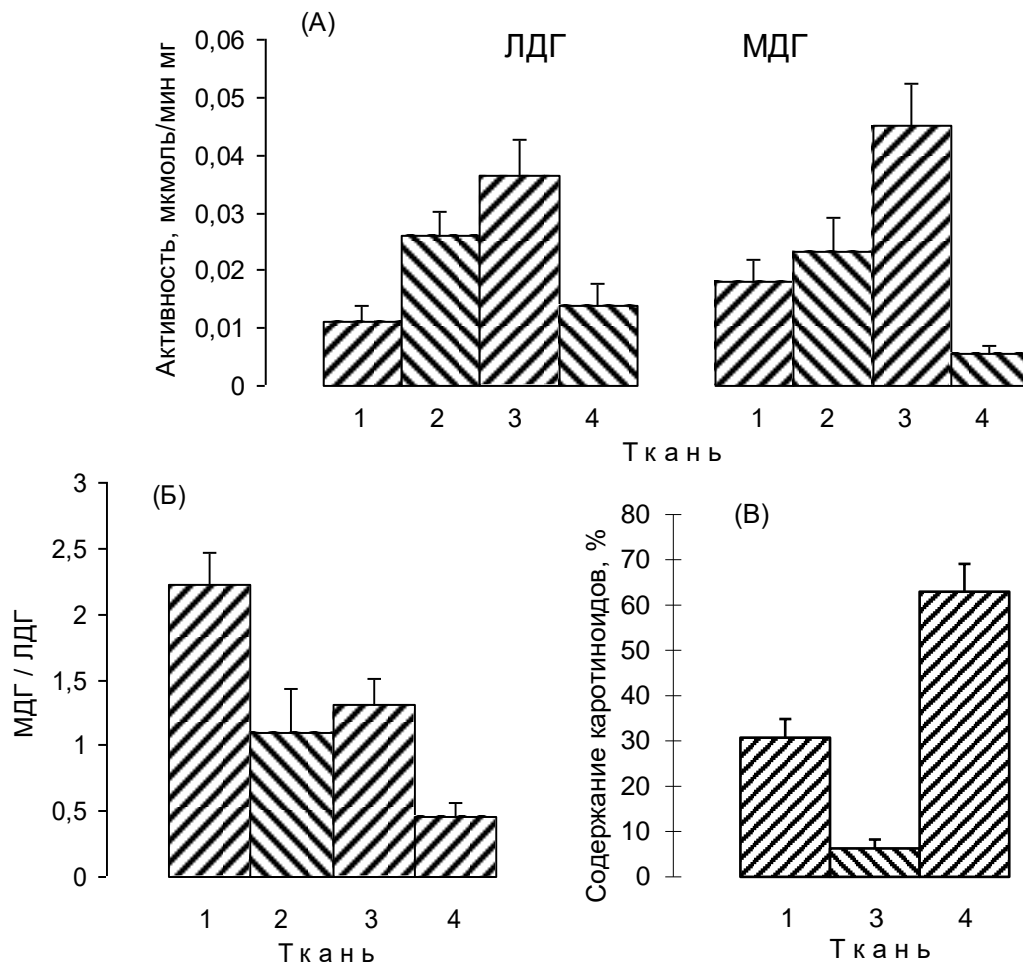 (А)
ЛДГ МДГ
Активность, мкмоль/мин мг
0,06
0,05
0,04
0,03
0,02
0,01
0
1 2 3 4 1 2 3 4
Ткань
(Б)
МДГ / ЛДГ
3
2,5
2
1,5
1
0,5
0
1 2 3 4
Ткань
(В)
Содержание каротиноидов, %
80
70
60
50
40
30
20
10
0
1 3 4
Ткань